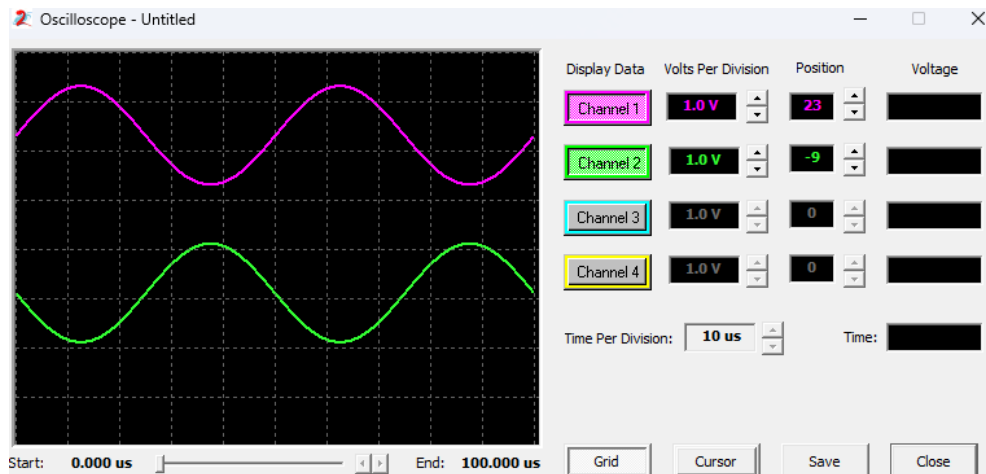 Oscilloscope - Untitled
Display Data Volts Per Division Position Voltage
Channel 1 1.0 V 23
Channel 2 1.0 V -9
Channel 3 1.0 V 0
Channel 4 1.0 V 0
Time Per Division: 10 us Time:
Start: 0.000 us End: 100.000 us Grid Cursor Save Close